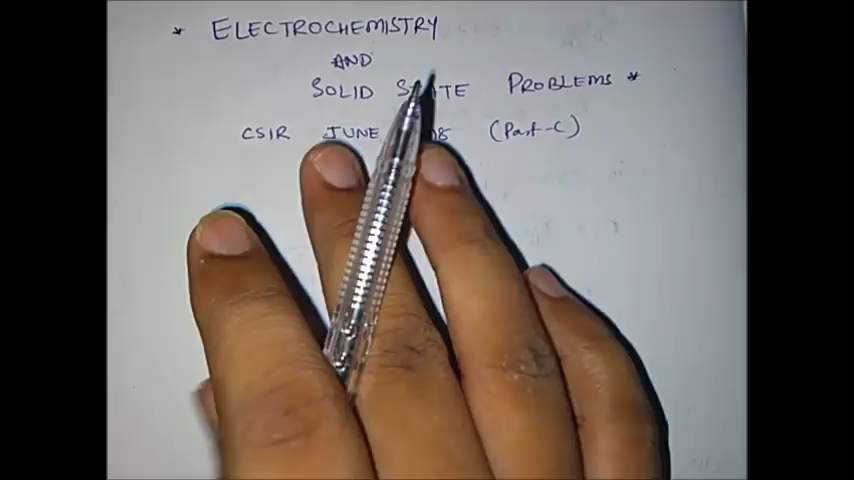 * ELECTROCHEMISTRY
AND
SOLID STATE PROBLEMS *
CSIR JUNE (Part-C)